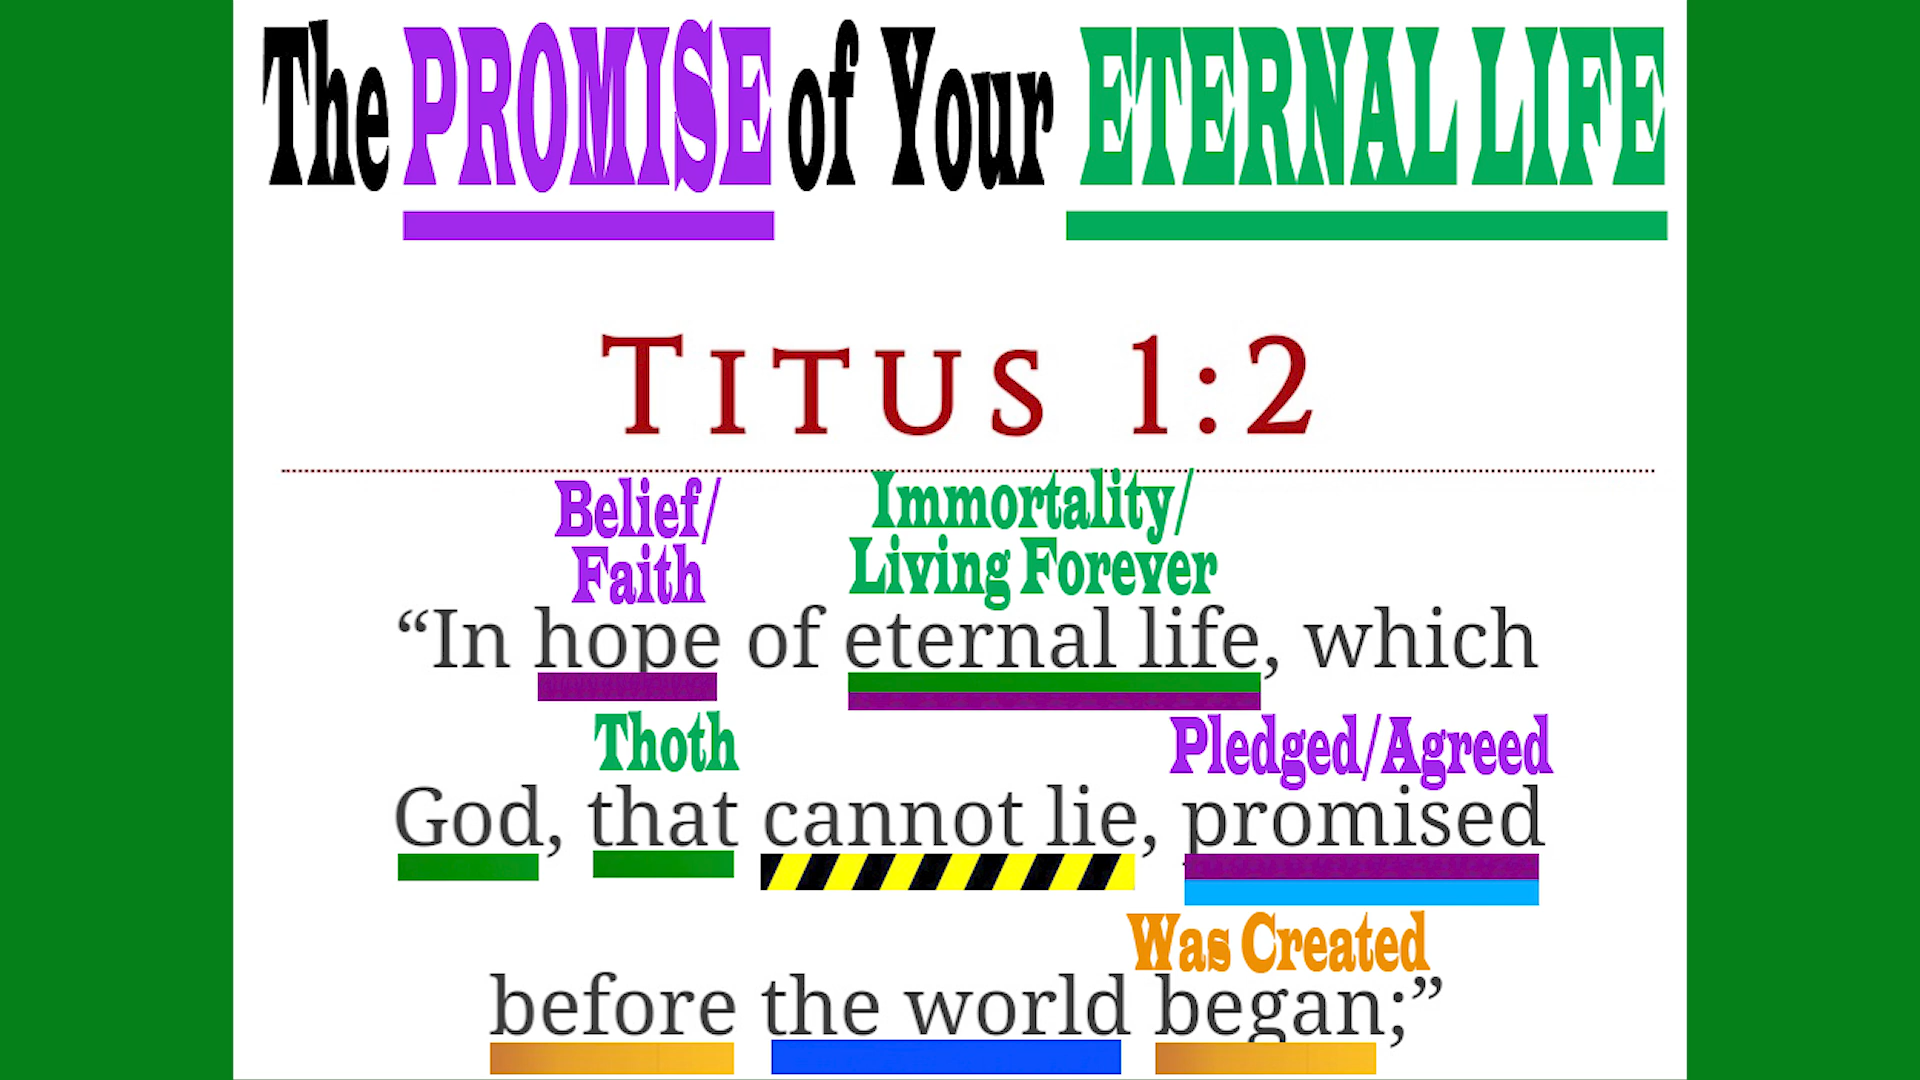 The PROMISE of Your ETERNAL LIFE
TITUS 1:2
Belief/ Immortality/
Faith Living Forever
“In hope of eternal life, which
Thoth Pledged/Agreed
God, that cannot lie, promised
Was Created
before the world began;”